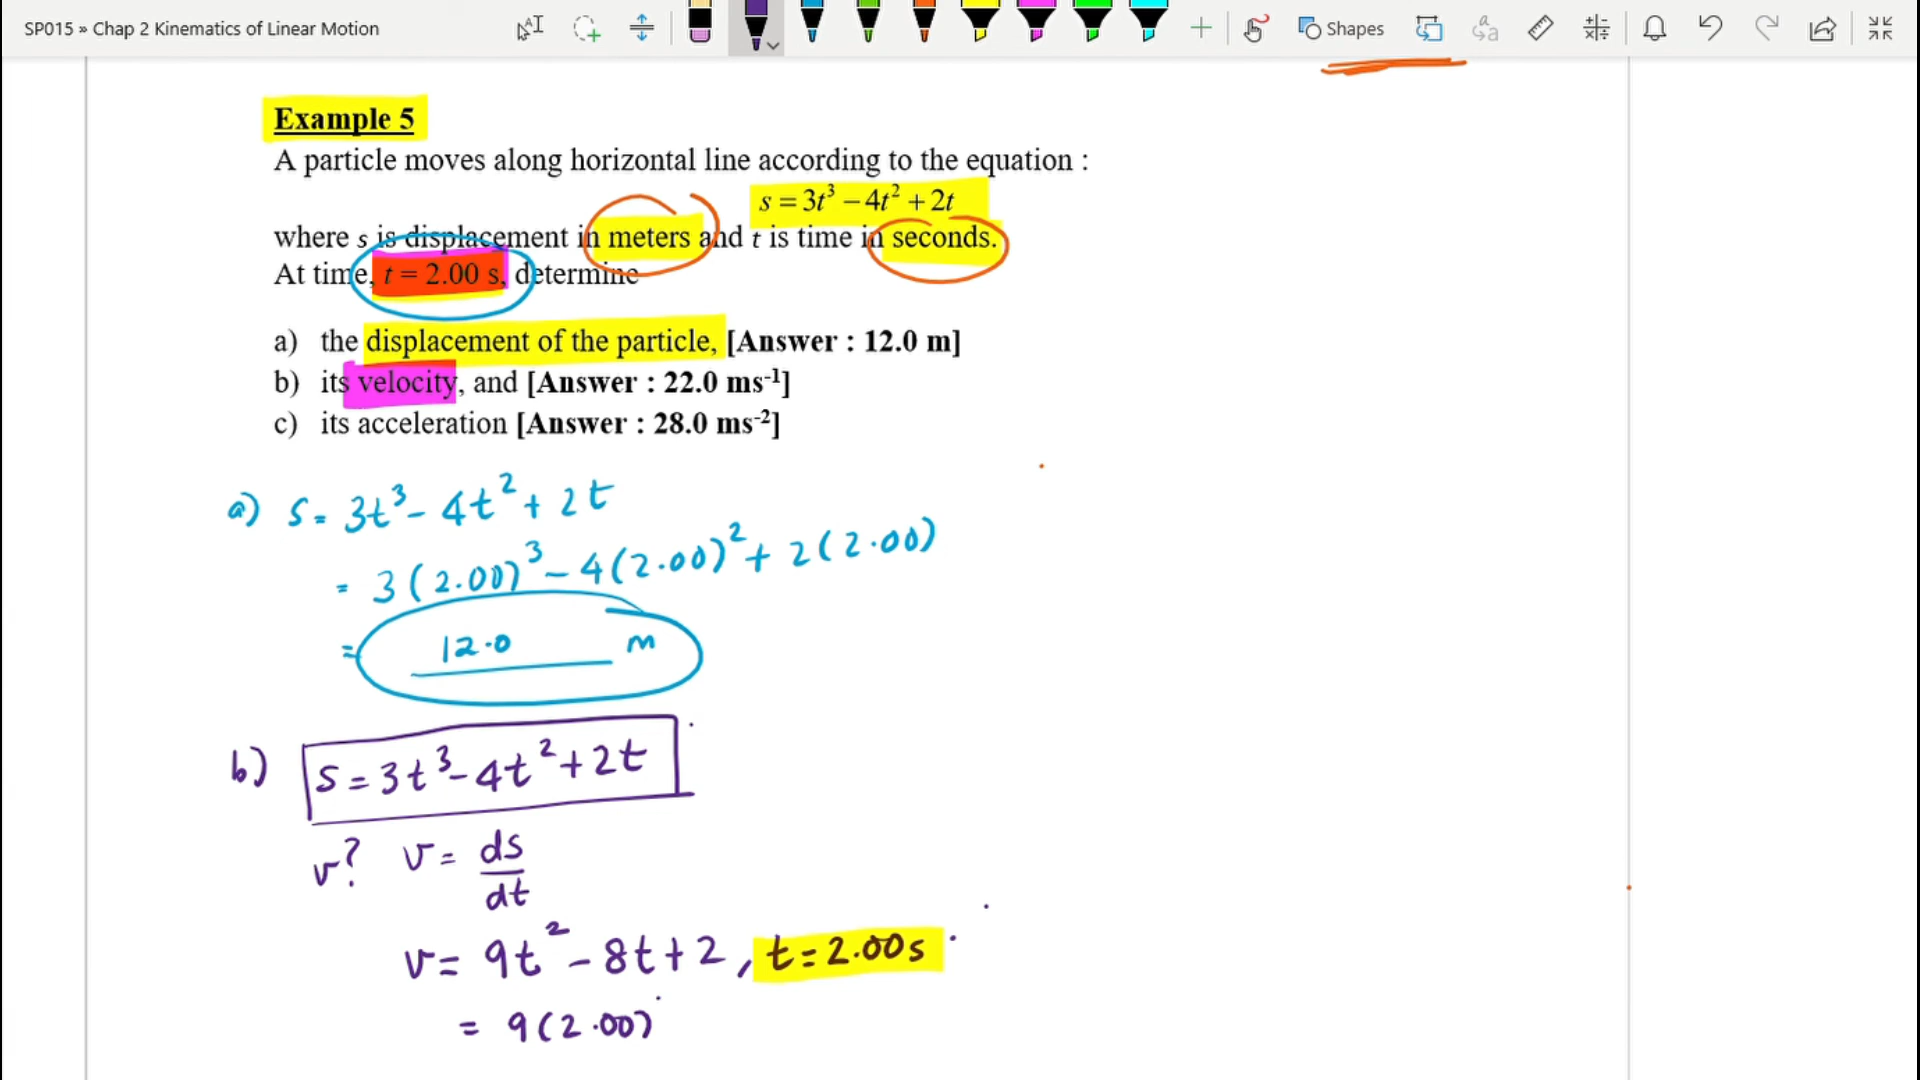 SP015 » Chap 2 Kinematics of Linear Motion
Shapes
Example 5
A particle moves along horizontal line according to the equation :
s = 3t³ – 4t² + 2t
where s is displacement in meters and t is time in seconds.
At time, t = 2.00 s, determine
a) the displacement of the particle, [Answer : 12.0 m]
b) its velocity, and [Answer : 22.0 ms⁻¹]
c) its acceleration [Answer : 28.0 ms⁻²]
a) s = 3t³ - 4t² + 2t
= 3(2.00)³ - 4(2.00)² + 2(2.00)
= 12.0 m
b) s = 3t³ - 4t² + 2t
v? v = ds/dt
v = 9t² - 8t + 2, t = 2.00s
= 9(2.00)